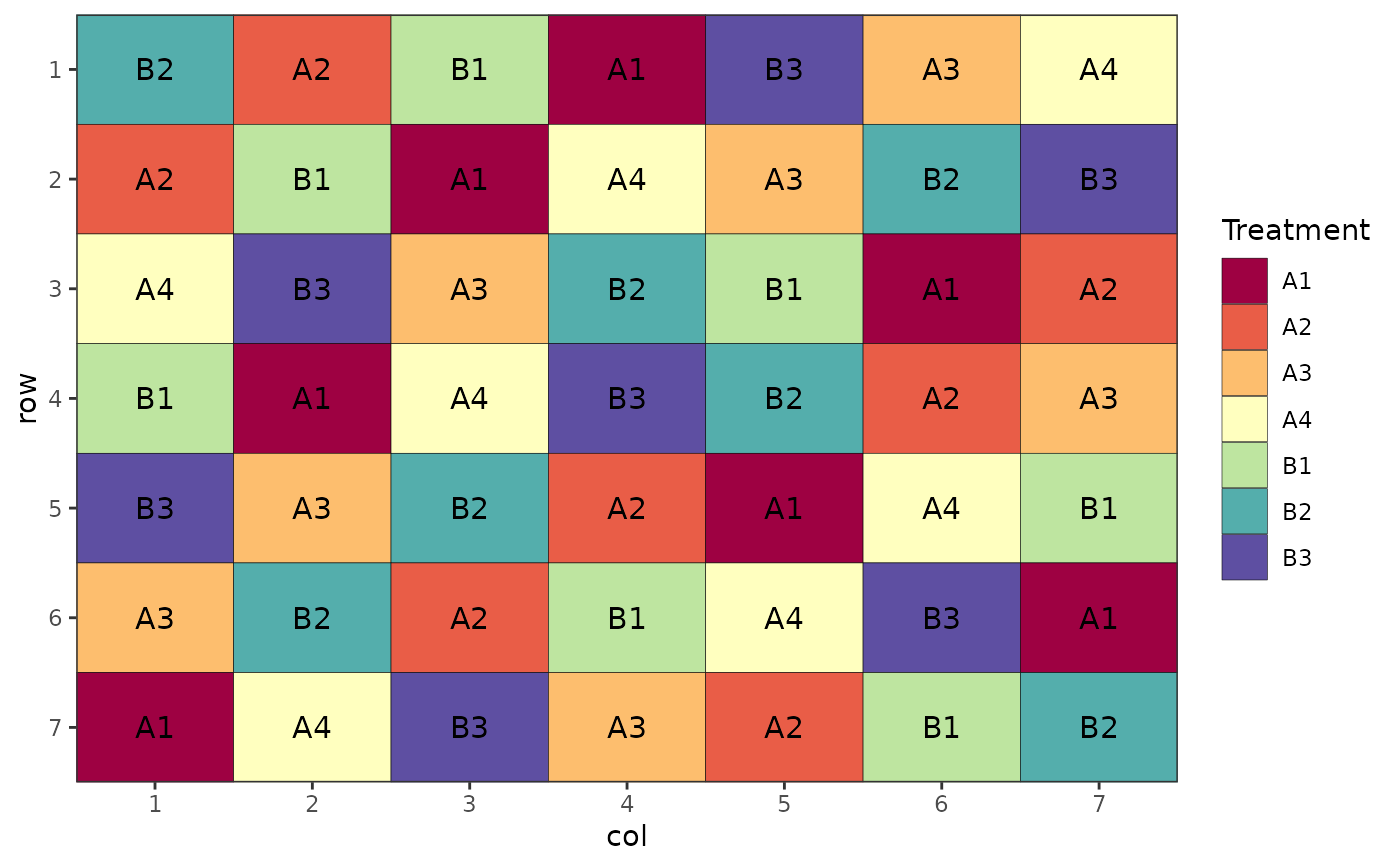 1 B2 A2 B1 A1 B3 A3 A4
2 A2 B1 A1 A4 A3 B2 B3
3 A4 B3 A3 B2 B1 A1 A2
4 B1 A1 A4 B3 B2 A2 A3
5 B3 A3 B2 A2 A1 A4 B1
6 A3 B2 A2 B1 A4 B3 A1
7 A1 A4 B3 A3 A2 B1 B2
row
1 2 3 4 5 6 7
col
Treatment
A1
A2
A3
A4
B1
B2
B3